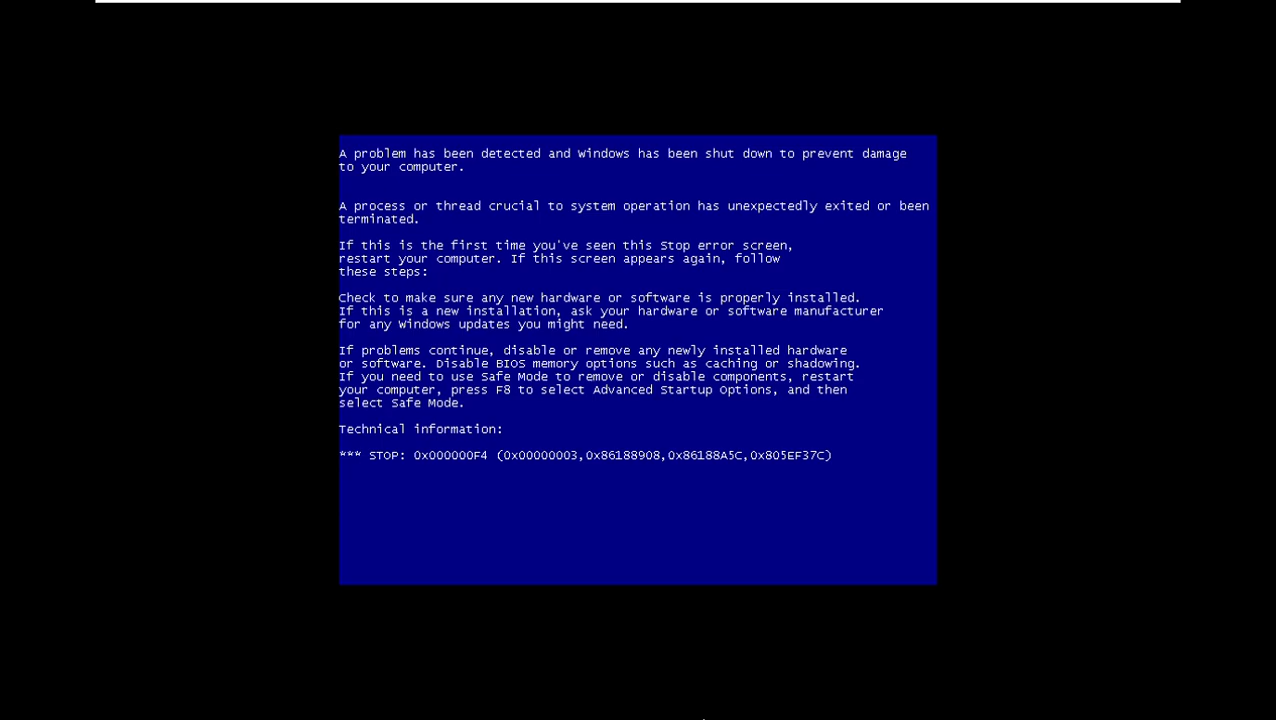 A problem has been detected and Windows has been shut down to prevent damage
to your computer.
A process or thread crucial to system operation has unexpectedly exited or been
terminated.
If this is the first time you've seen this Stop error screen,
restart your computer. If this screen appears again, follow
these steps:
Check to make sure any new hardware or software is properly installed.
If this is a new installation, ask your hardware or software manufacturer
for any Windows updates you might need.
If problems continue, disable or remove any newly installed hardware
or software. Disable BIOS memory options such as caching or shadowing.
If you need to use Safe Mode to remove or disable components, restart
your computer, press F8 to select Advanced Startup Options, and then
select Safe Mode.
Technical information:
*** STOP: 0x000000F4 (0x00000003,0x86188908,0x86188A5C,0x805EF37C)